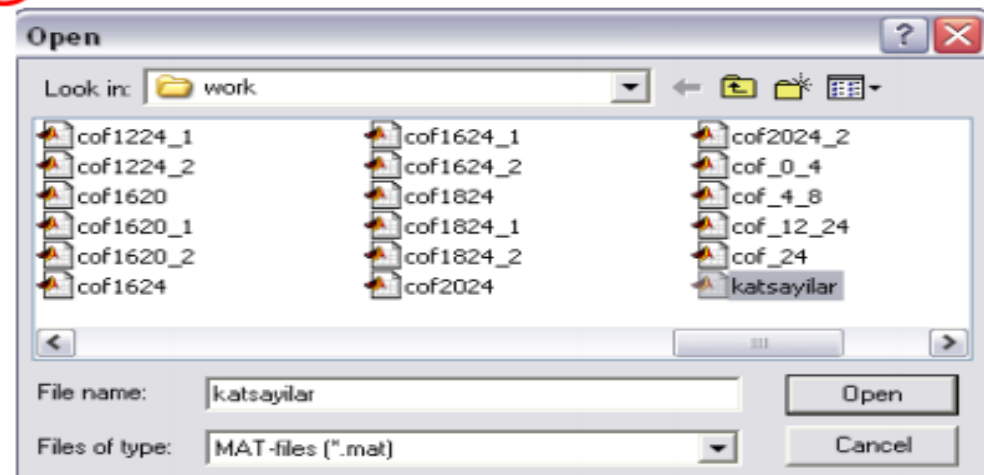 Open
Look in: work
cof1224_1 cof1624_1 cof2024_2
cof1224_2 cof1624_2 cof_0_4
cof1620 cof1824 cof_4_8
cof1620_1 cof1824_1 cof_12_24
cof1620_2 cof1824_2 cof_24
cof1624 cof2024 katsayilar
File name: katsayilar Open
Files of type: MAT-files (*.mat) Cancel